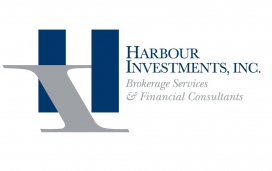 HARBOUR
INVESTMENTS, INC.
Brokerage Services
& Financial Consultants